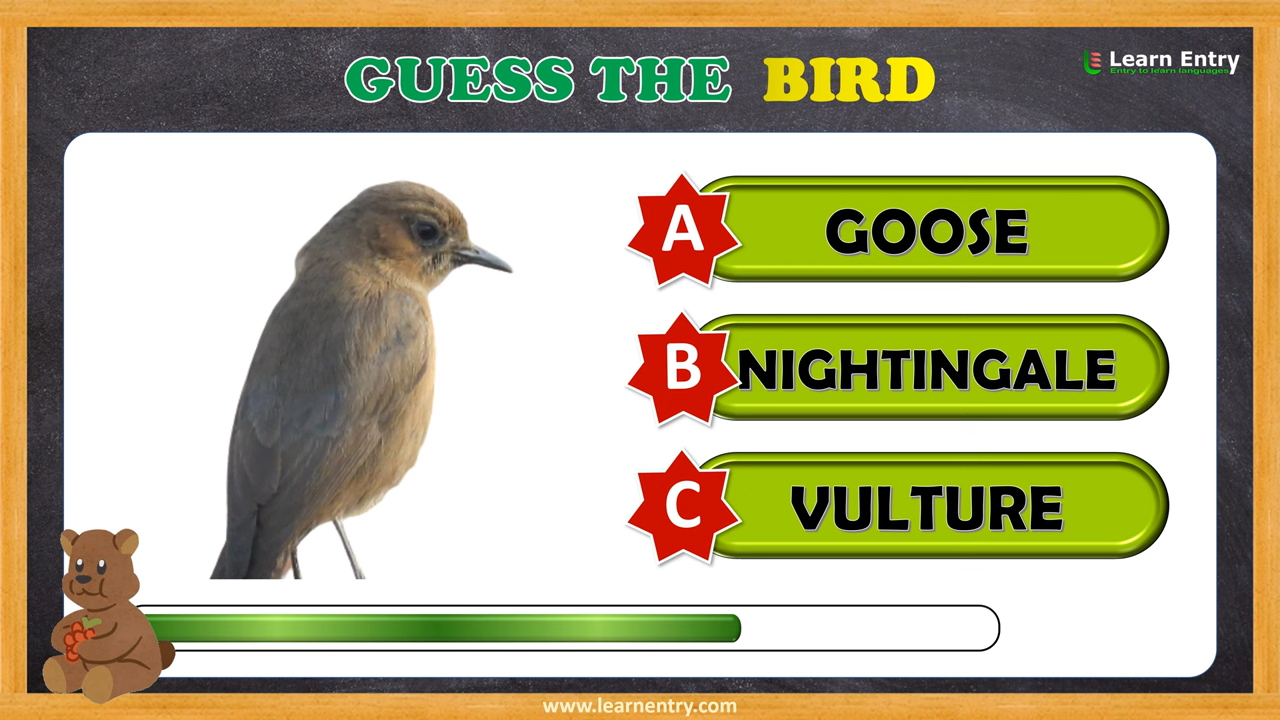 GUESS THE BIRD
Learn Entry
Entry to learn languages
A GOOSE
B NIGHTINGALE
C VULTURE
www.learnentry.com